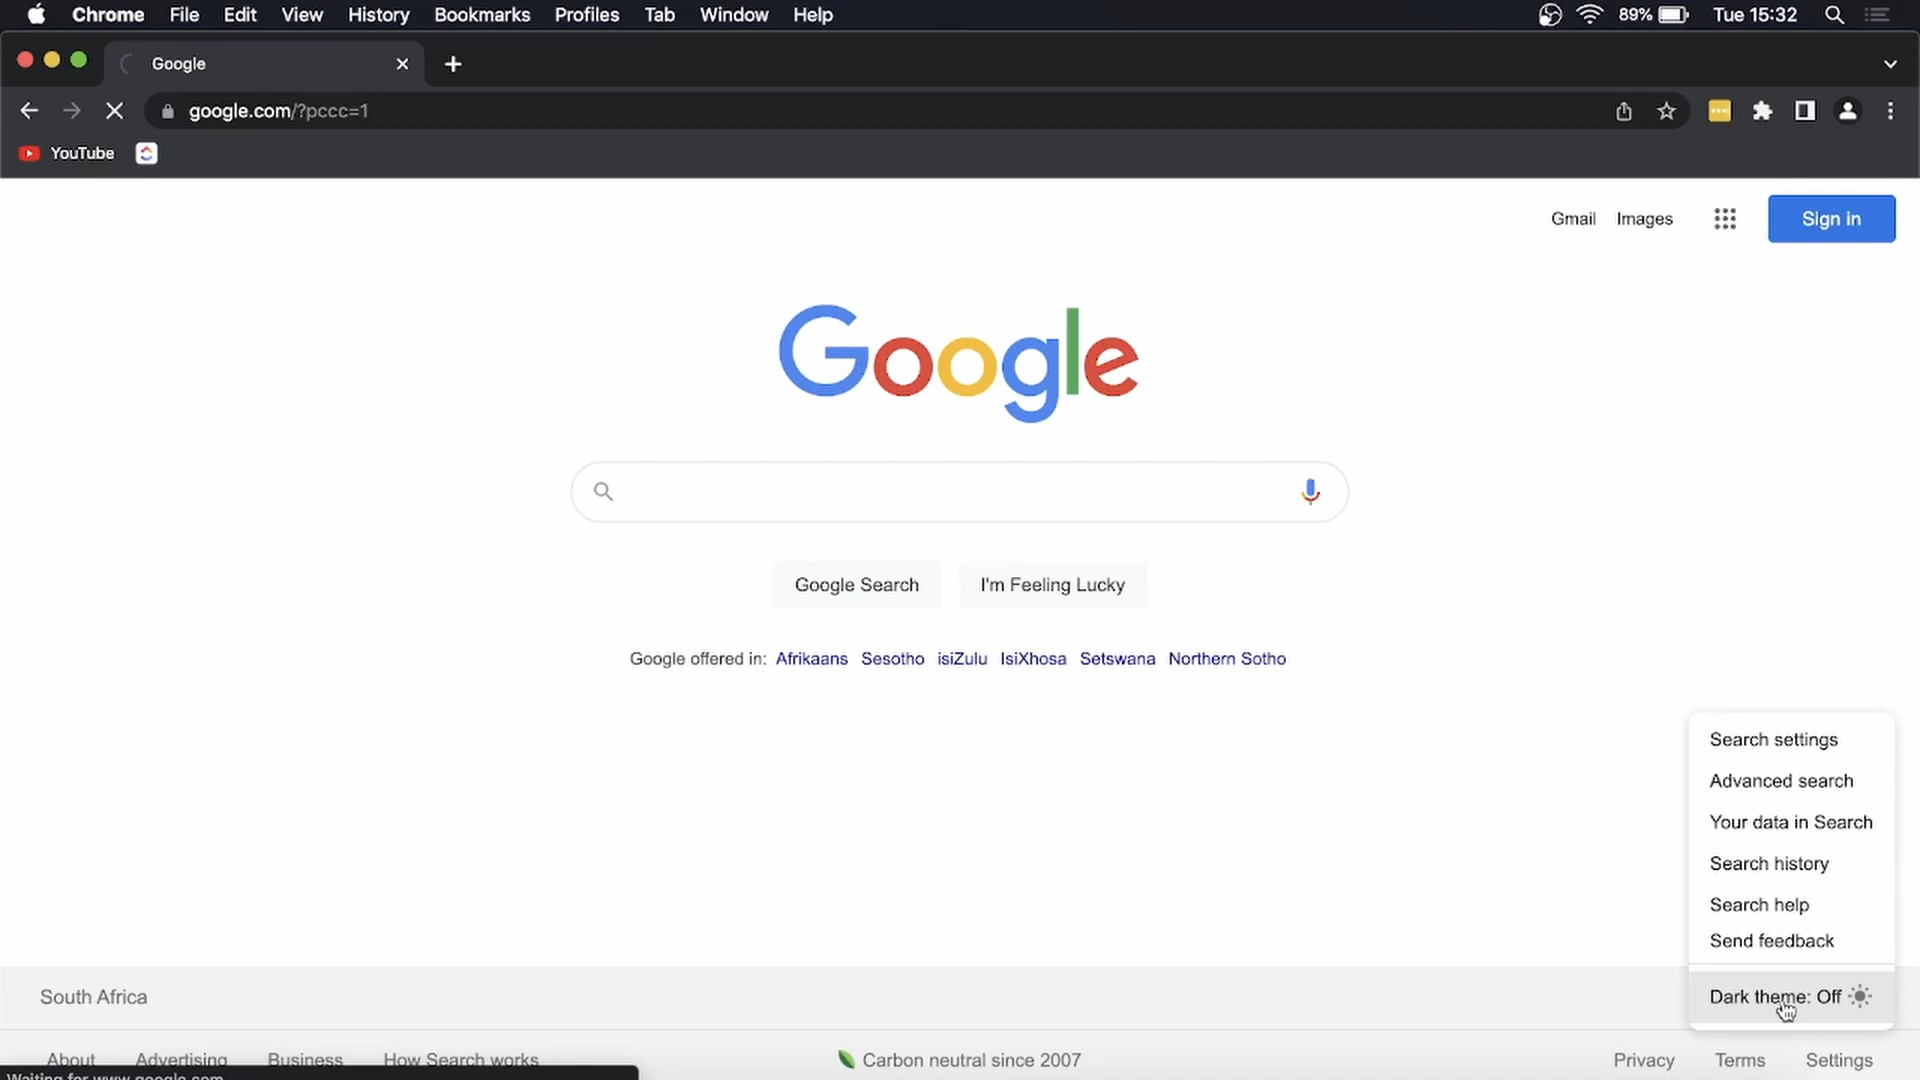 Chrome File Edit View History Bookmarks Profiles Tab Window Help 89% Tue 15:32
Google
google.com/?pccc=1
YouTube
Gmail Images Sign in
Google
Google Search I'm Feeling Lucky
Google offered in: Afrikaans Sesotho isiZulu IsiXhosa Setswana Northern Sotho
Search settings
Advanced search
Your data in Search
Search history
Search help
Send feedback
South Africa
Dark theme: Off
About Advertising Business How Search works Carbon neutral since 2007 Privacy Terms Settings
Waiting for www.google.com